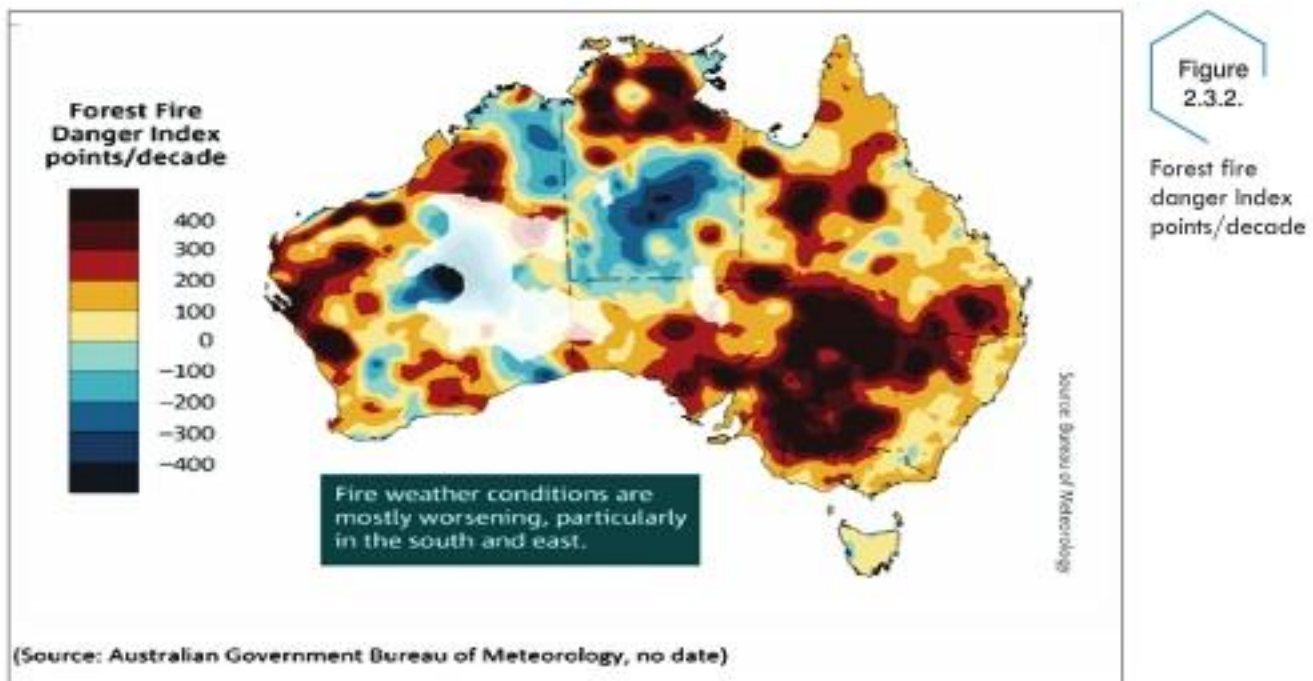 Forest Fire
Danger Index
points/decade
400
300
200
100
0
−100
−200
−300
−400
Fire weather conditions are
mostly worsening, particularly
in the south and east.
Source: Bureau of Meteorology
(Source: Australian Government Bureau of Meteorology, no date)
Figure
2.3.2.
Forest fire
danger Index
points/decade